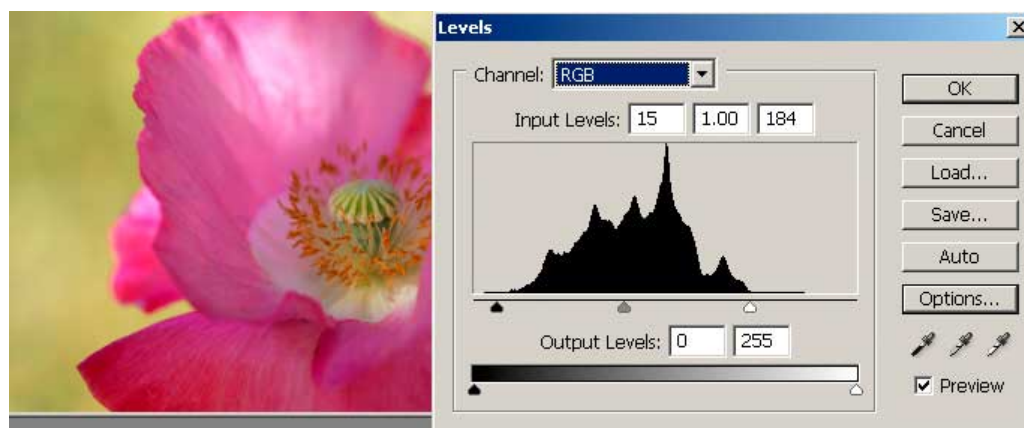 Levels
Channel: RGB
Input Levels: 15 1.00 184
Output Levels: 0 255
OK
Cancel
Load...
Save...
Auto
Options...
Preview